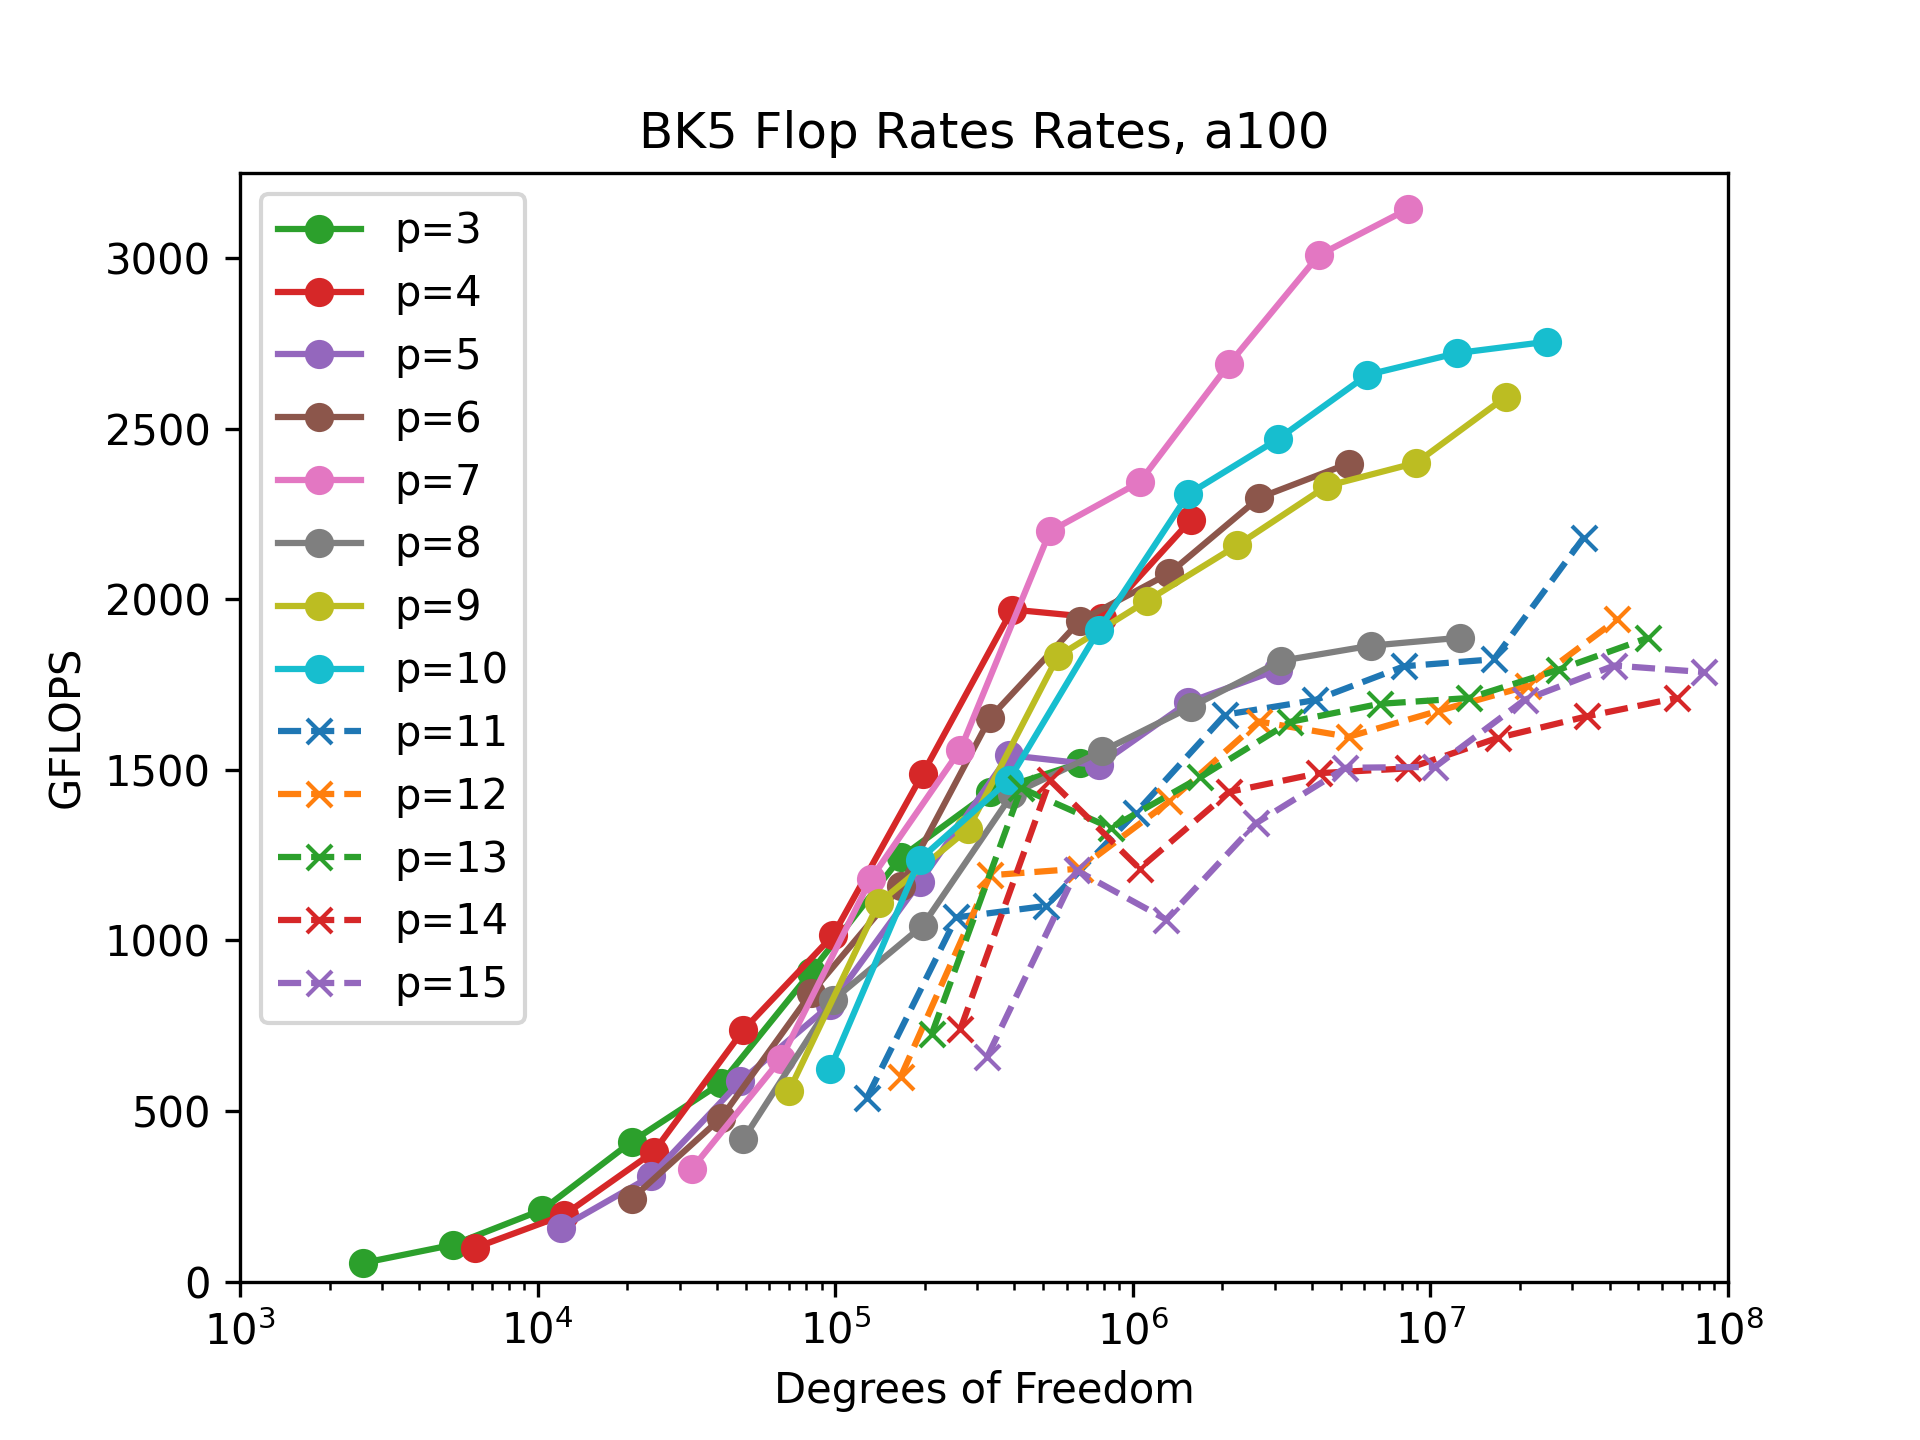 BK5 Flop Rates Rates, a100
GFLOPS
3000
2500
2000
1500
1000
500
0
p=3
p=4
p=5
p=6
p=7
p=8
p=9
p=10
p=11
p=12
p=13
p=14
p=15
10³ 10⁴ 10⁵ 10⁶ 10⁷ 10⁸
Degrees of Freedom